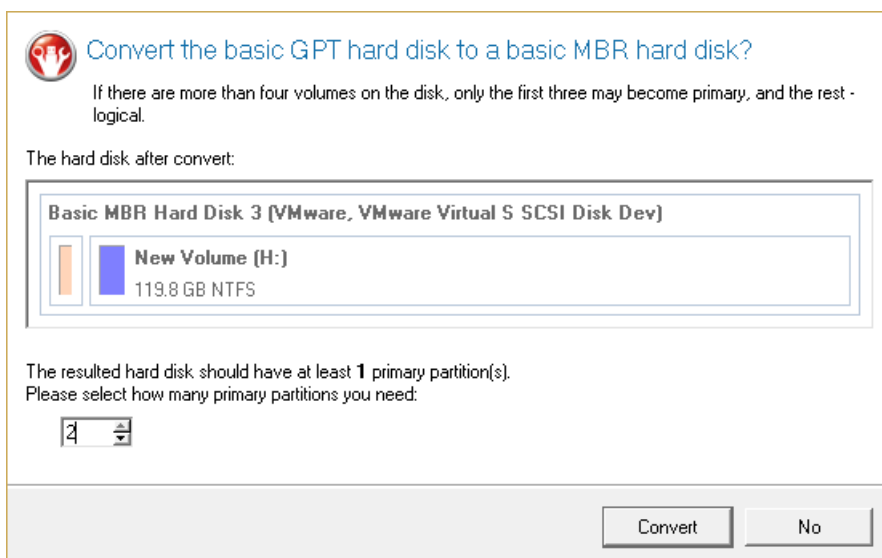 Convert the basic GPT hard disk to a basic MBR hard disk?
If there are more than four volumes on the disk, only the first three may become primary, and the rest -
logical.
The hard disk after convert:
Basic MBR Hard Disk 3 (VMware, VMware Virtual S SCSI Disk Dev)
New Volume (H:)
119.8 GB NTFS
The resulted hard disk should have at least 1 primary partition(s).
Please select how many primary partitions you need:
2
Convert No